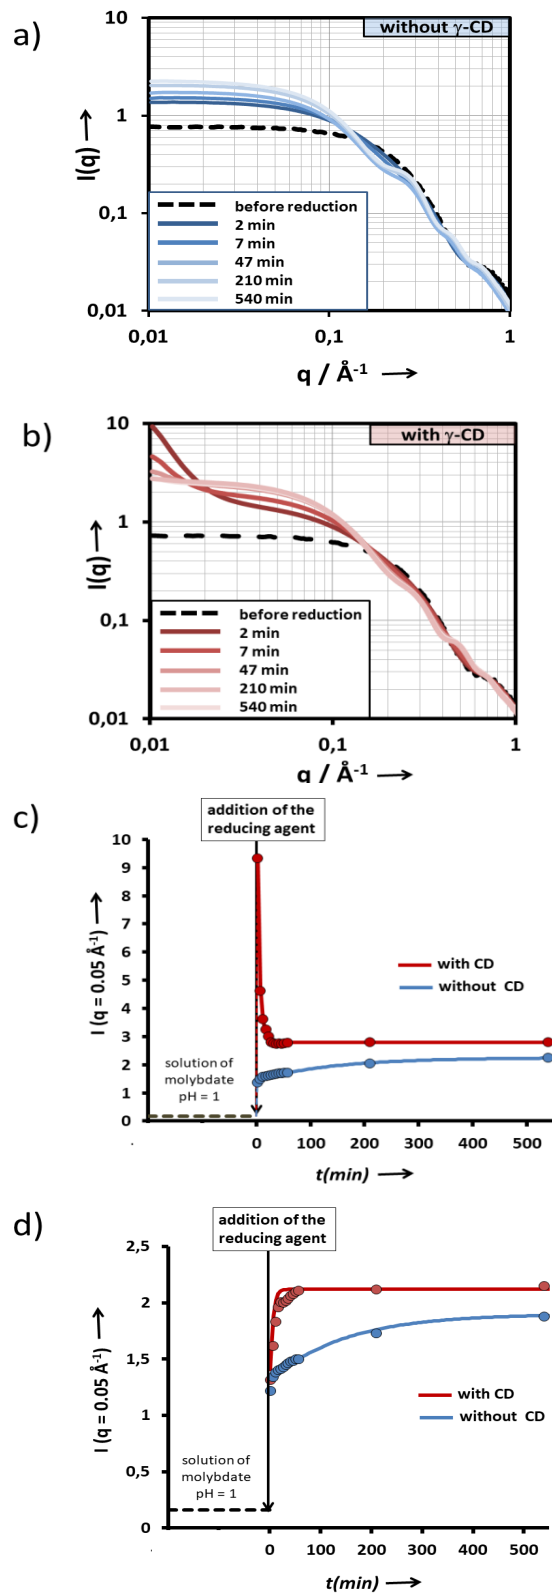 a)
without γ-CD
10
1
0,1
0,01
I(q)
before reduction
2 min
7 min
47 min
210 min
540 min
0,01 0,1 1
q / Å-1
b)
with γ-CD
10
1
0,1
0,01
I(q)
before reduction
2 min
7 min
47 min
210 min
540 min
0,01 0,1 1
q / Å-1
c)
addition of the
reducing agent
10
9
8
7
6
5
4
3
2
1
0
I (q = 0.05 Å-1)
with CD
without CD
solution of
molybdate
pH = 1
0 100 200 300 400 500
t(min)
d)
addition of the
reducing agent
2,5
2
1,5
1
0,5
0
I (q = 0.05 Å-1)
with CD
without CD
solution of
molybdate
pH = 1
0 100 200 300 400 500
t(min)